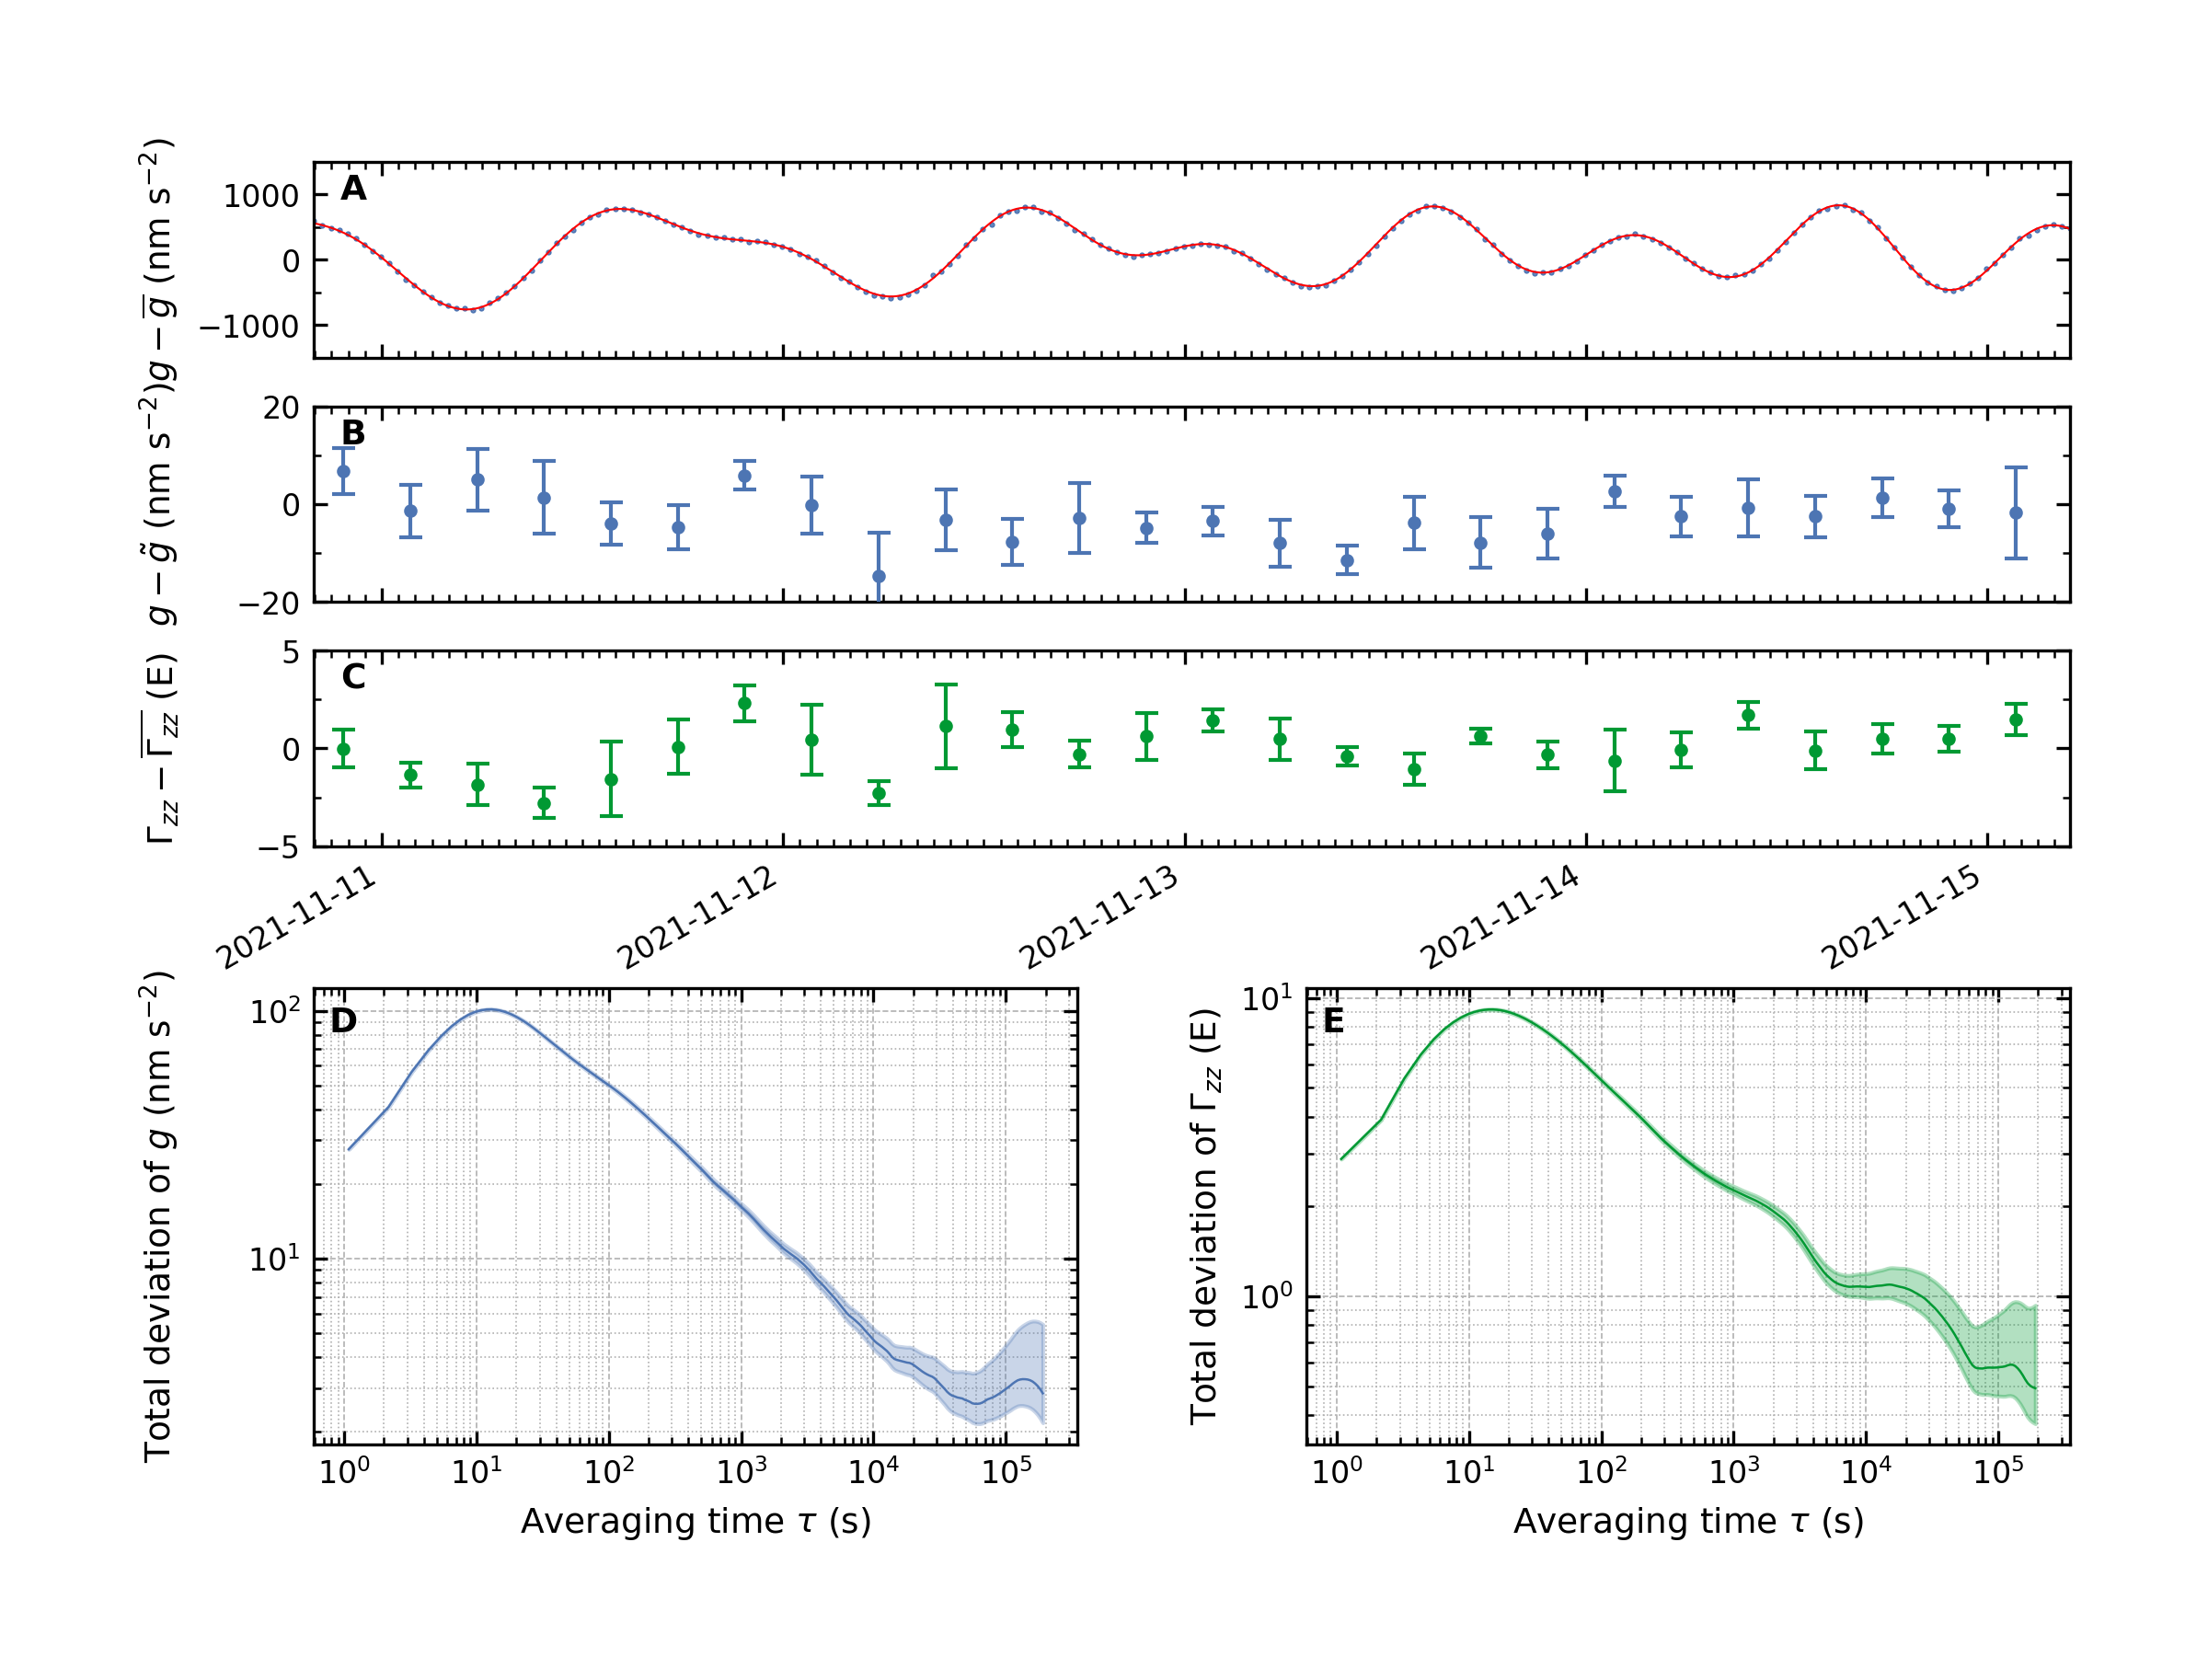 A
1000
0
−1000
g − g̅ (nm s⁻²)
B
20
0
−20
g − g̃ (nm s⁻²)
C
5
0
−5
Γzz − Γ̅z̅z̅ (E)
2021-11-11
2021-11-12
2021-11-13
2021-11-14
2021-11-15
D
10²
10¹
Total deviation of g (nm s⁻²)
10⁰ 10¹ 10² 10³ 10⁴ 10⁵
Averaging time τ (s)
E
10¹
10⁰
Total deviation of Γzz (E)
10⁰ 10¹ 10² 10³ 10⁴ 10⁵
Averaging time τ (s)